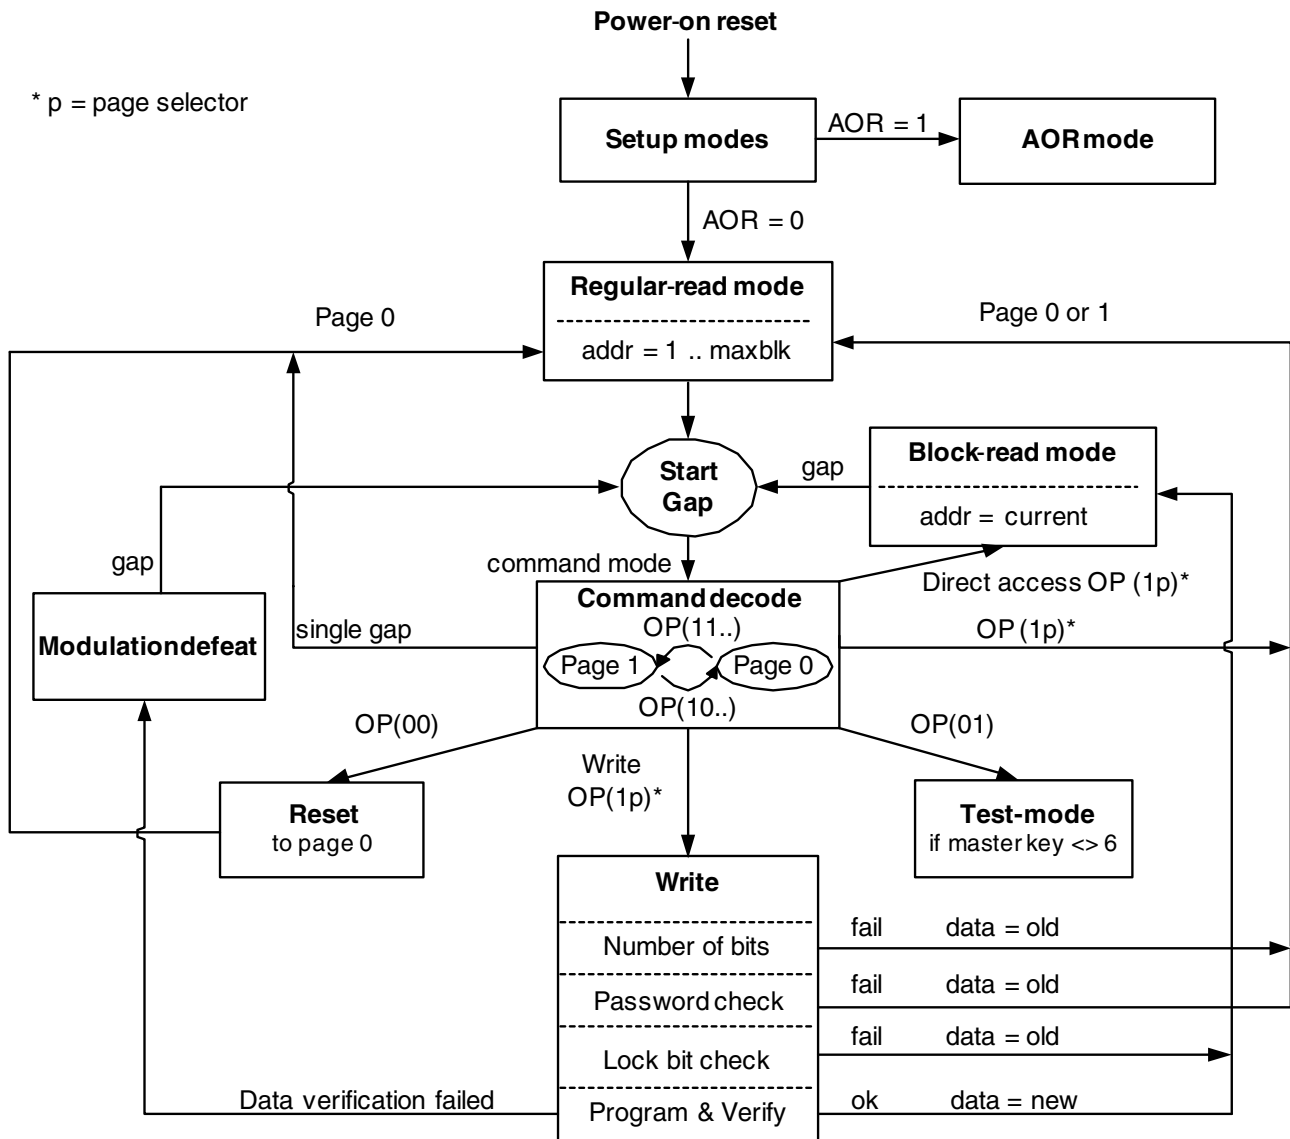 Power-on reset
* p = page selector
Setup modes
AOR = 1
AOR mode
AOR = 0
Regular-read mode
addr = 1 .. maxblk
Page 0
Page 0 or 1
Start
Gap
gap
Block-read mode
addr = current
gap
command mode
Direct access OP (1p)*
Modulation defeat
single gap
Command decode
OP(11..)
Page 1
Page 0
OP(10..)
OP (1p)*
OP(00)
OP(01)
Write
OP(1p)*
Reset
to page 0
Test-mode
if master key <> 6
Write
Number of bits
fail data = old
Password check
fail data = old
Lock bit check
fail data = old
Data verification failed
Program & Verify
ok data = new